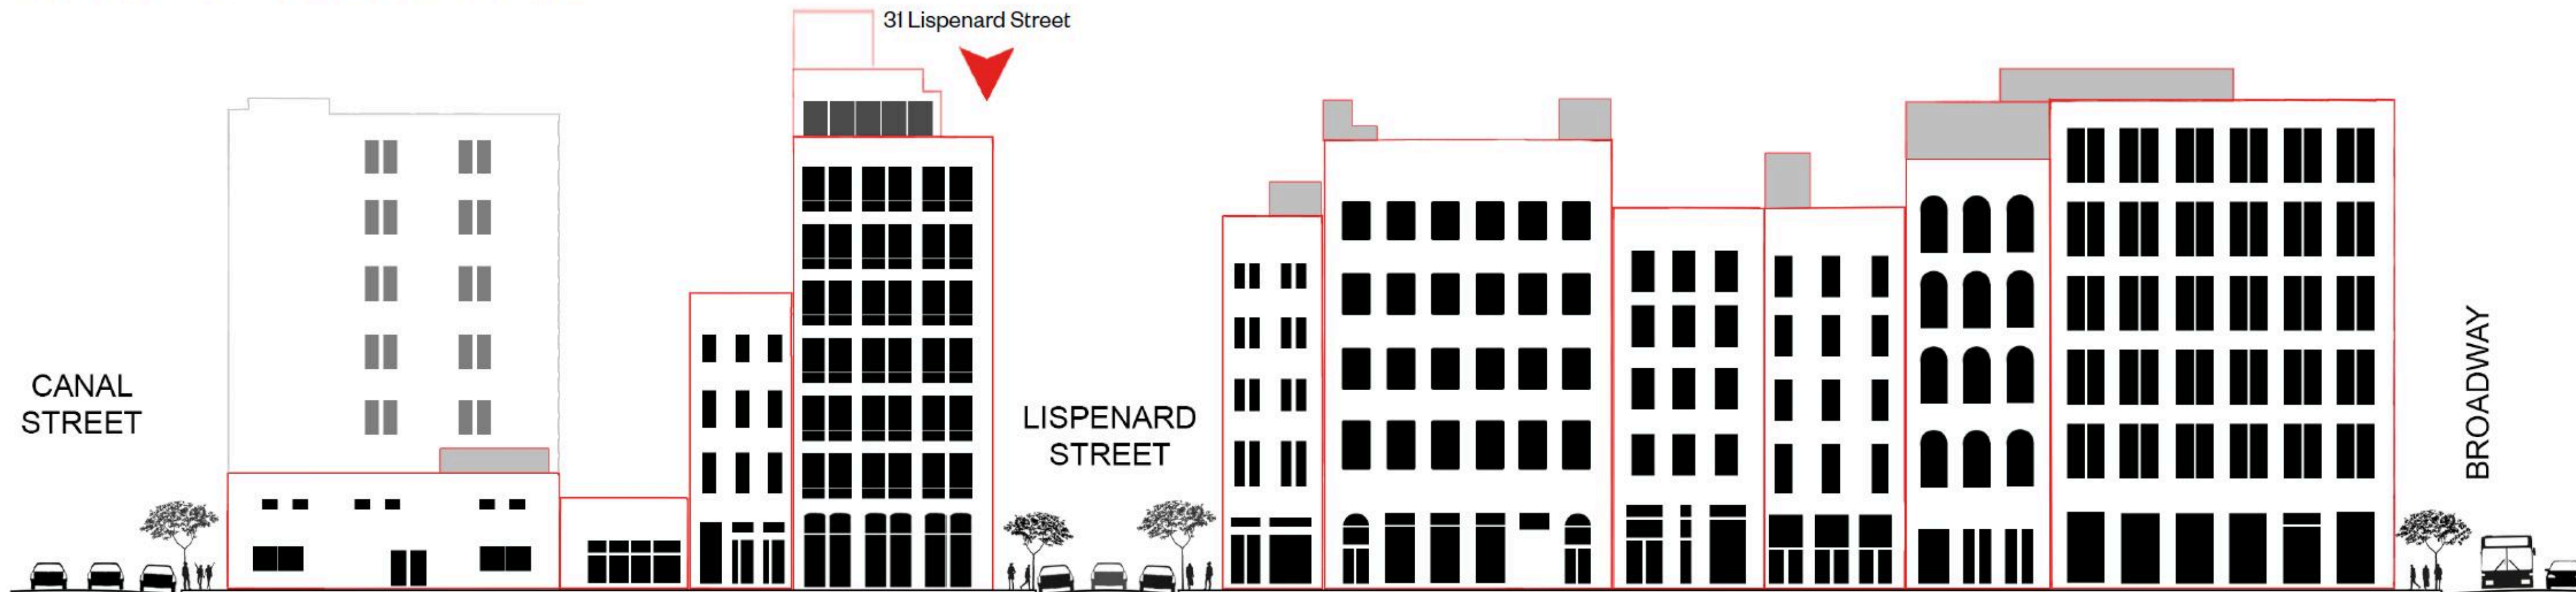 31 Lispenard Street
CANAL
STREET
LISPENARD
STREET
BROADWAY